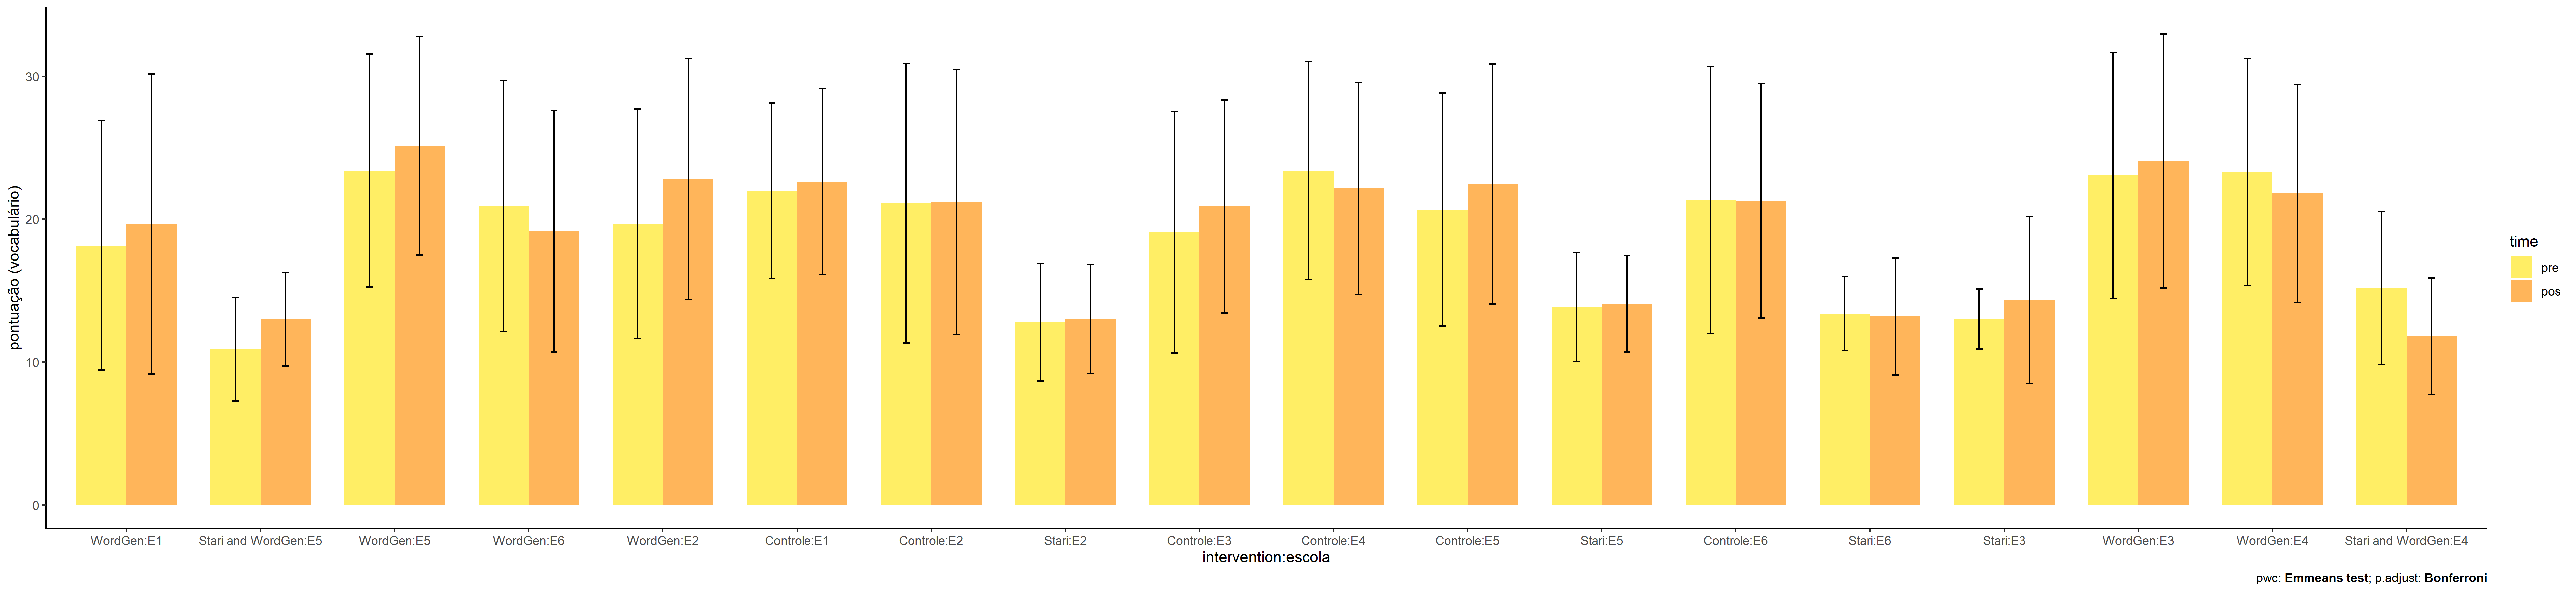 pontuação (vocabulário)
30
20
10
0
WordGen:E1
Stari and WordGen:E5
WordGen:E5
WordGen:E6
WordGen:E2
Controle:E1
Controle:E2
Stari:E2
Controle:E3
Controle:E4
Controle:E5
Stari:E5
Controle:E6
Stari:E6
Stari:E3
WordGen:E3
WordGen:E4
Stari and WordGen:E4
intervention:escola
time
pre
pos
pwc: Emmeans test; p.adjust: Bonferroni